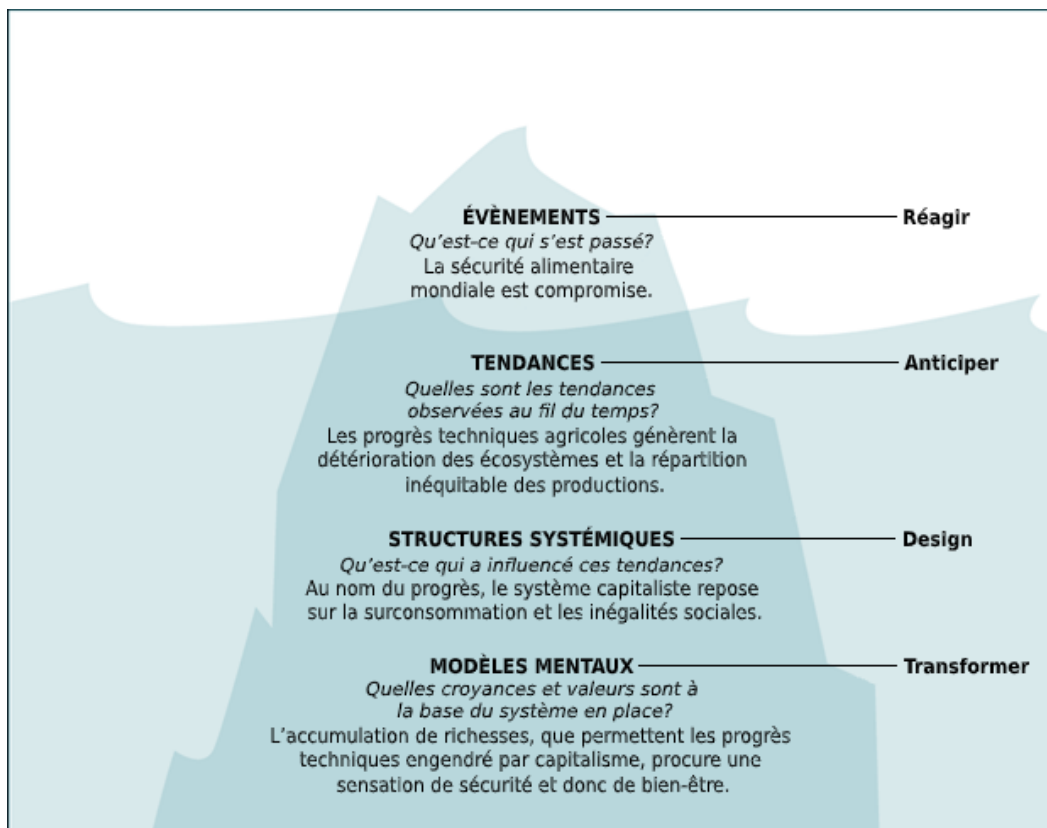 ÉVÈNEMENTS Réagir
Qu'est-ce qui s'est passé?
La sécurité alimentaire
mondiale est compromise.
TENDANCES Anticiper
Quelles sont les tendances
observées au fil du temps?
Les progrès techniques agricoles génèrent la
détérioration des écosystèmes et la répartition
inéquitable des productions.
STRUCTURES SYSTÉMIQUES Design
Qu'est-ce qui a influencé ces tendances?
Au nom du progrès, le système capitaliste repose
sur la surconsommation et les inégalités sociales.
MODÈLES MENTAUX Transformer
Quelles croyances et valeurs sont à
la base du système en place?
L'accumulation de richesses, que permettent les progrès
techniques engendré par capitalisme, procure une
sensation de sécurité et donc de bien-être.